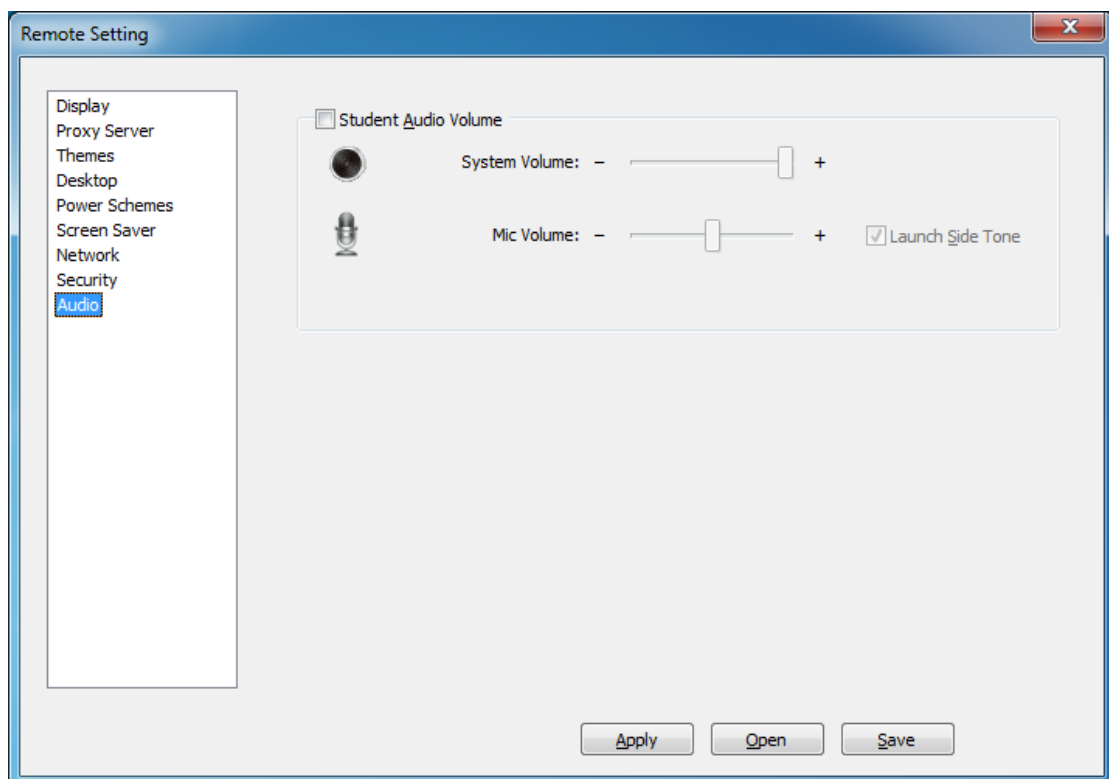 Remote Setting
X
Display
Proxy Server
Themes
Desktop
Power Schemes
Screen Saver
Network
Security
Audio
Student Audio Volume
System Volume: – +
Mic Volume: – + Launch Side Tone
Apply Open Save